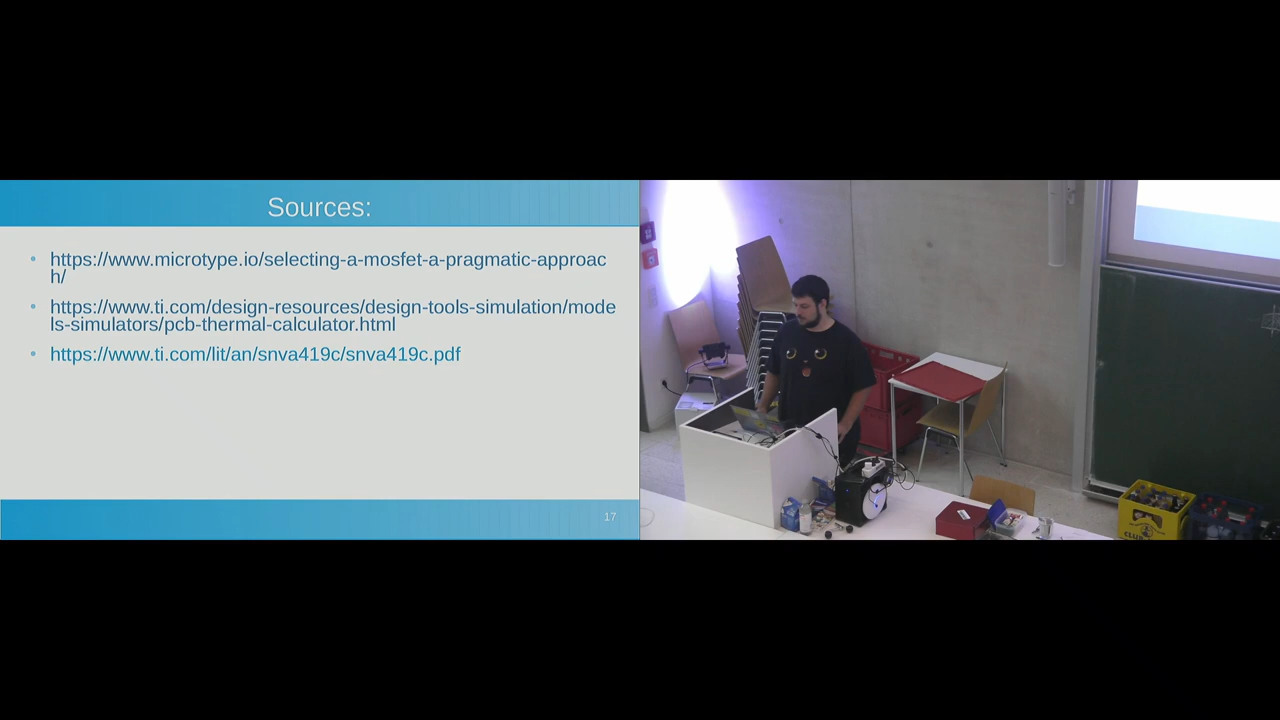 Sources:
https://www.microtype.io/selecting-a-mosfet-a-pragmatic-approac
h/
https://www.ti.com/design-resources/design-tools-simulation/mode
ls-simulators/pcb-thermal-calculator.html
https://www.ti.com/lit/an/snva419c/snva419c.pdf
17
CLUB